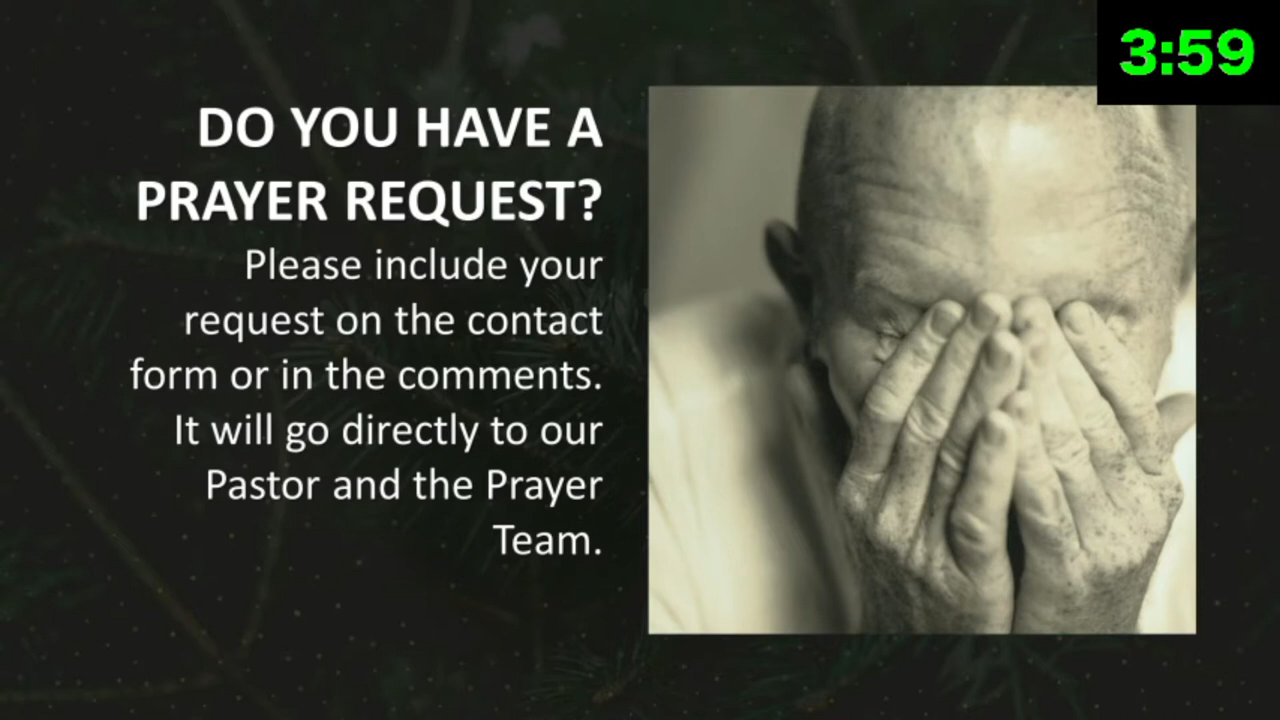 3:59
DO YOU HAVE A
PRAYER REQUEST?
Please include your
request on the contact
form or in the comments.
It will go directly to our
Pastor and the Prayer
Team.